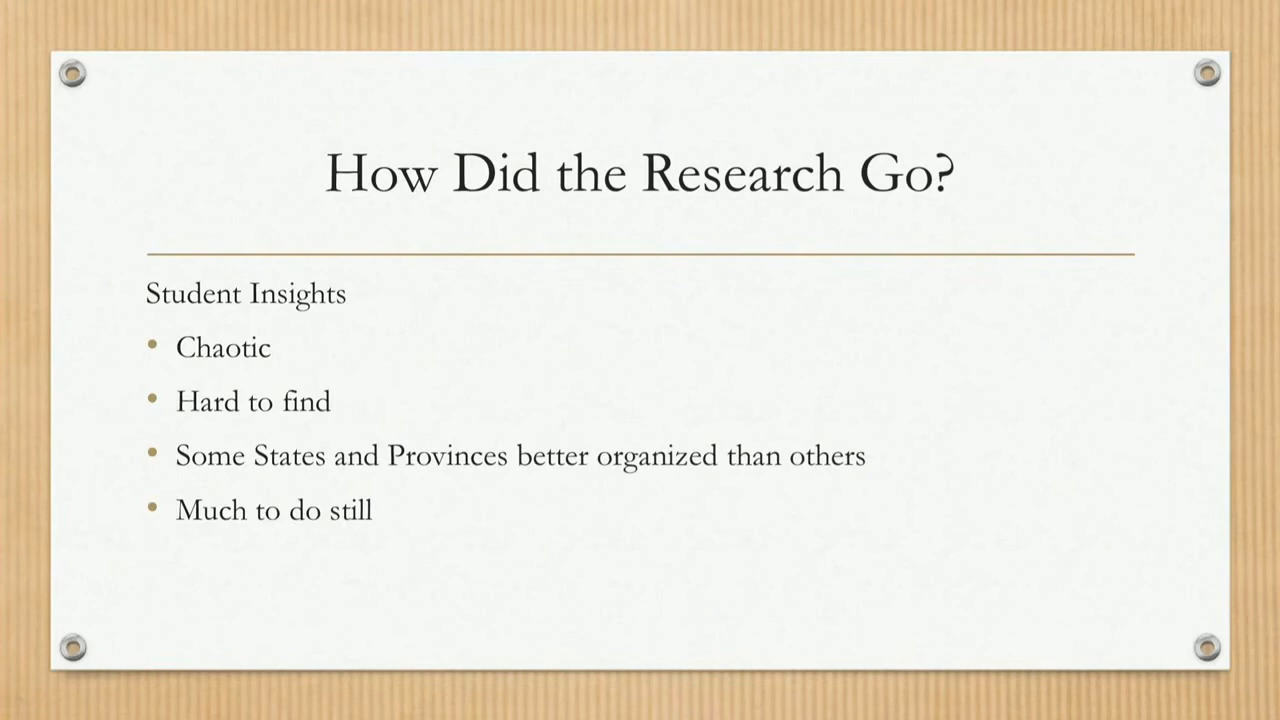 How Did the Research Go?
Student Insights
• Chaotic
• Hard to find
• Some States and Provinces better organized than others
• Much to do still